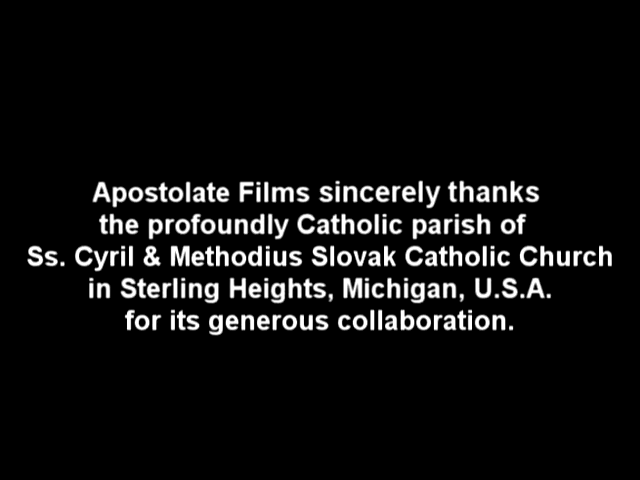 Apostolate Films sincerely thanks
the profoundly Catholic parish of
Ss. Cyril & Methodius Slovak Catholic Church
in Sterling Heights, Michigan, U.S.A.
for its generous collaboration.